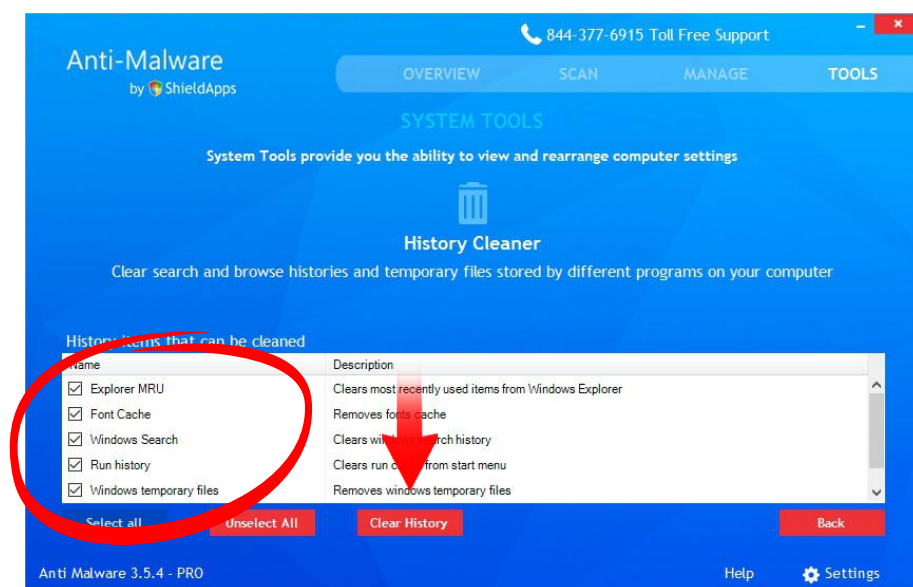 844-377-6915 Toll Free Support
Anti-Malware
by ShieldApps
OVERVIEW SCAN MANAGE TOOLS
SYSTEM TOOLS
System Tools provide you the ability to view and rearrange computer settings
History Cleaner
Clear search and browse histories and temporary files stored by different programs on your computer
History items that can be cleaned
Name Description
Explorer MRU Clears most recently used items from Windows Explorer
Font Cache Removes fonts cache
Windows Search Clears windows search history
Run history Clears run from start menu
Windows temporary files Removes windows temporary files
Select all Unselect All Clear History Back
Anti Malware 3.5.4 - PRO Help Settings